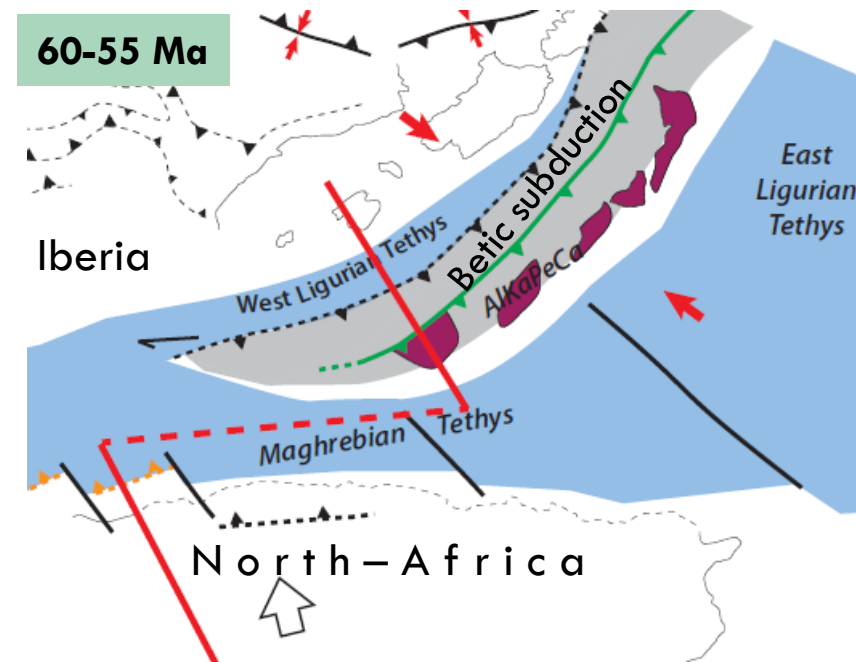 60-55 Ma
Betic subduction
East
Ligurian
Tethys
Iberia
West Ligurian Tethys
AlKaPeCa
Maghrebian Tethys
North–Africa